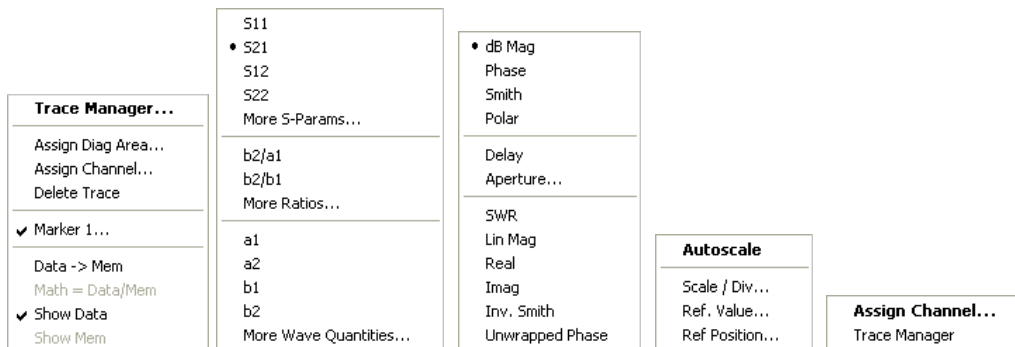 Trace Manager...
Assign Diag Area...
Assign Channel...
Delete Trace
Marker 1...
Data -> Mem
Math = Data/Mem
Show Data
Show Mem
S11
S21
S12
S22
More S-Params...
b2/a1
b2/b1
More Ratios...
a1
a2
b1
b2
More Wave Quantities...
dB Mag
Phase
Smith
Polar
Delay
Aperture...
SWR
Lin Mag
Real
Imag
Inv. Smith
Unwrapped Phase
Autoscale
Scale / Div...
Ref. Value...
Ref Position...
Assign Channel...
Trace Manager